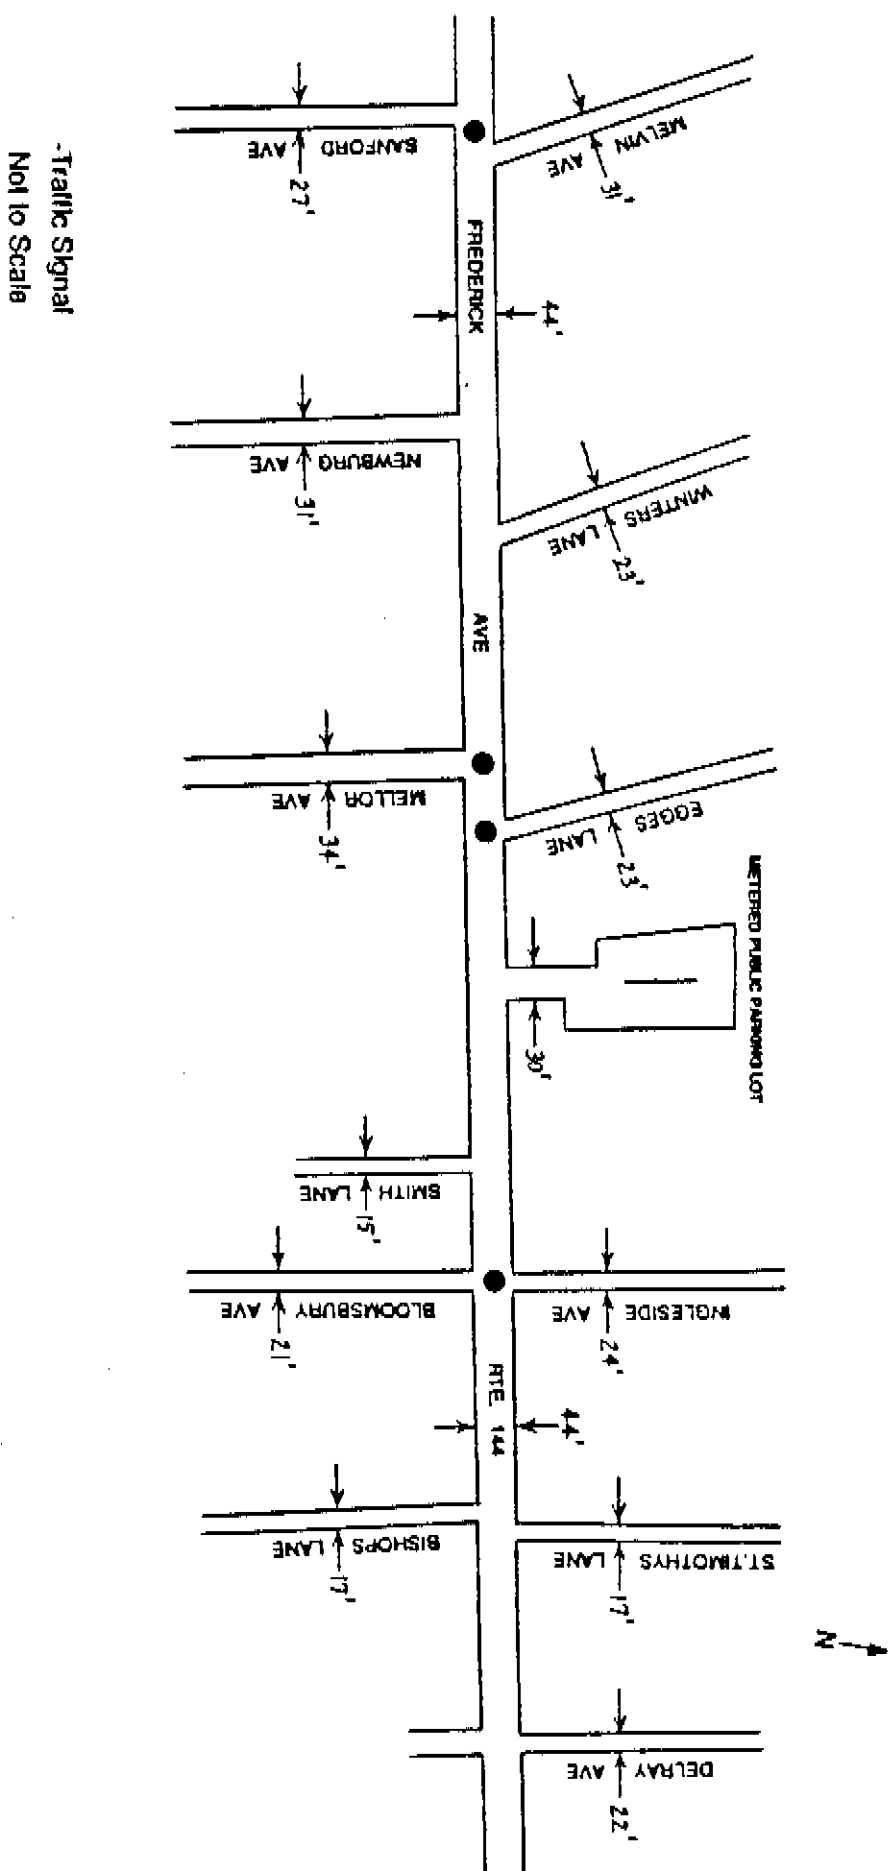 MELVIN
AVE
31'
SANFORD AVE
27'
FREDERICK
44'
NEWBURG
AVE
31'
WINTERS
LANE
23'
AVE
MELLOR
AVE
34'
EGGES
LANE
23'
METERED PUBLIC PARKING LOT
30'
SMITH
LANE
15'
BLOOMSBURY
AVE
21'
INGLESIDE
AVE
24'
RTE 144
44'
BISHOPS
LANE
17'
ST.TIMOTHYS
LANE
17'
N
DELRAY
AVE
22'
-Traffic Signal
Not to Scale